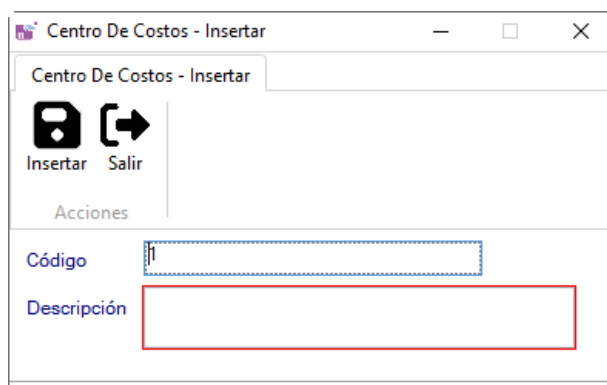 Centro De Costos - Insertar
Centro De Costos - Insertar
Insertar Salir
Acciones
Código 1
Descripción